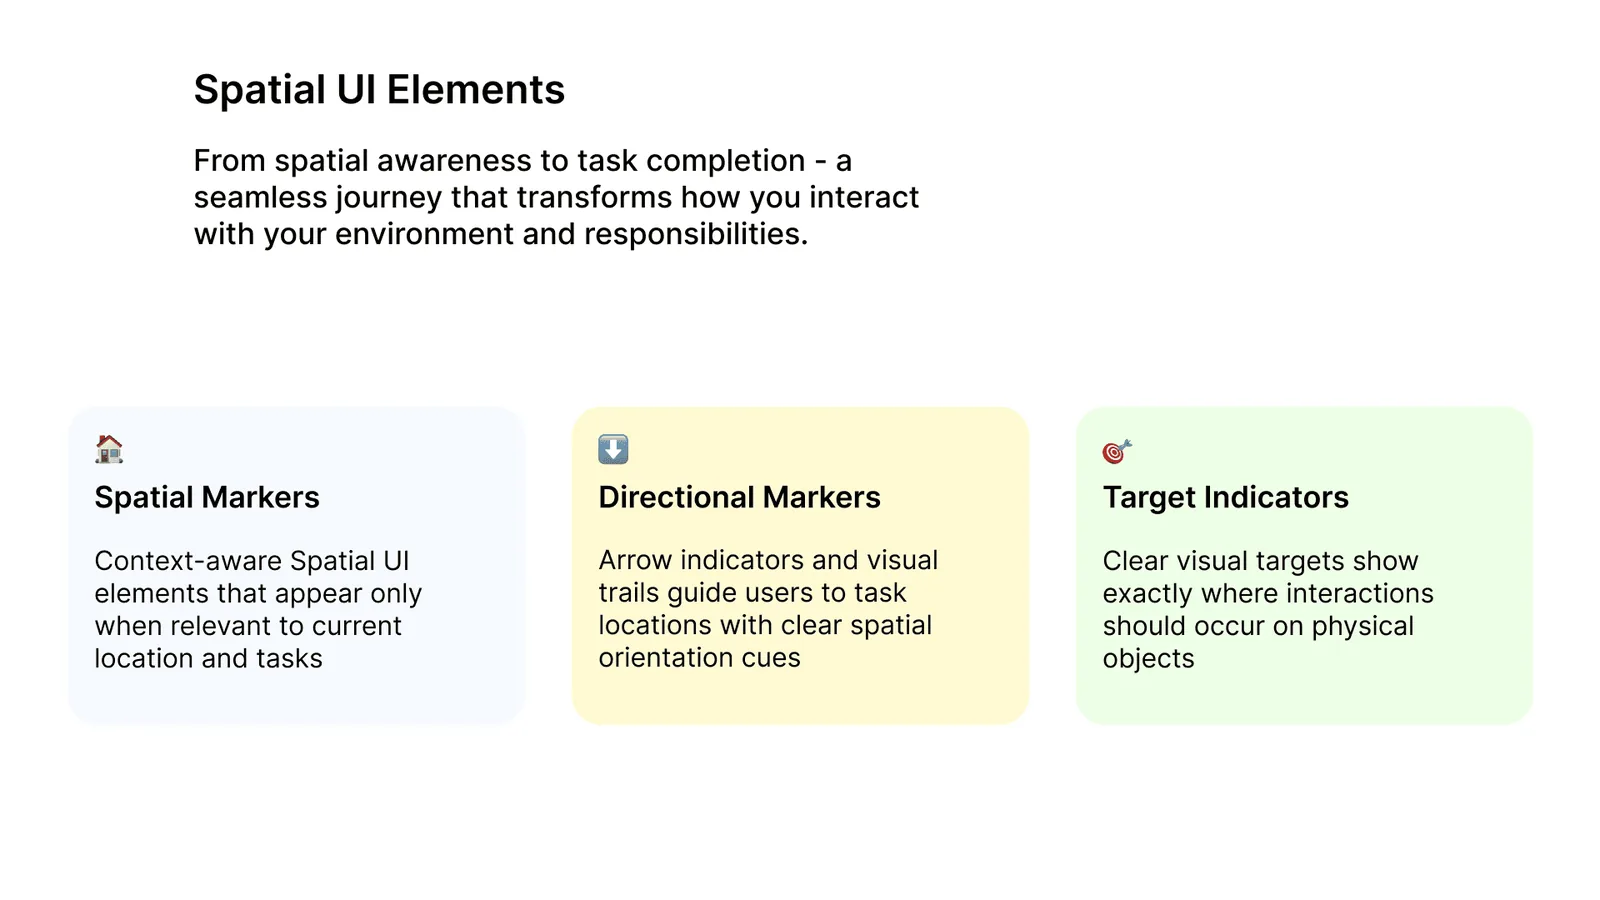 Spatial UI Elements
From spatial awareness to task completion - a
seamless journey that transforms how you interact
with your environment and responsibilities.
Spatial Markers
Context-aware Spatial UI
elements that appear only
when relevant to current
location and tasks
Directional Markers
Arrow indicators and visual
trails guide users to task
locations with clear spatial
orientation cues
Target Indicators
Clear visual targets show
exactly where interactions
should occur on physical
objects